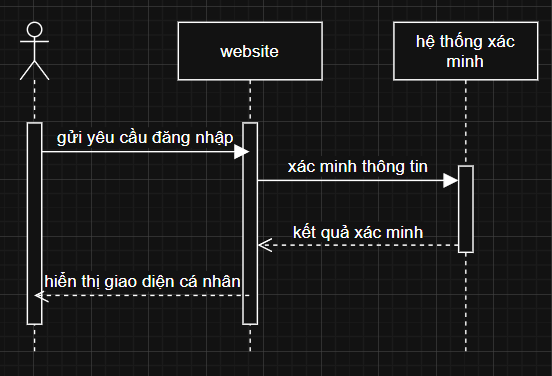 website
hệ thống xác
minh
gửi yêu cầu đăng nhập
xác minh thông tin
kết quả xác minh
hiển thị giao diện cá nhân